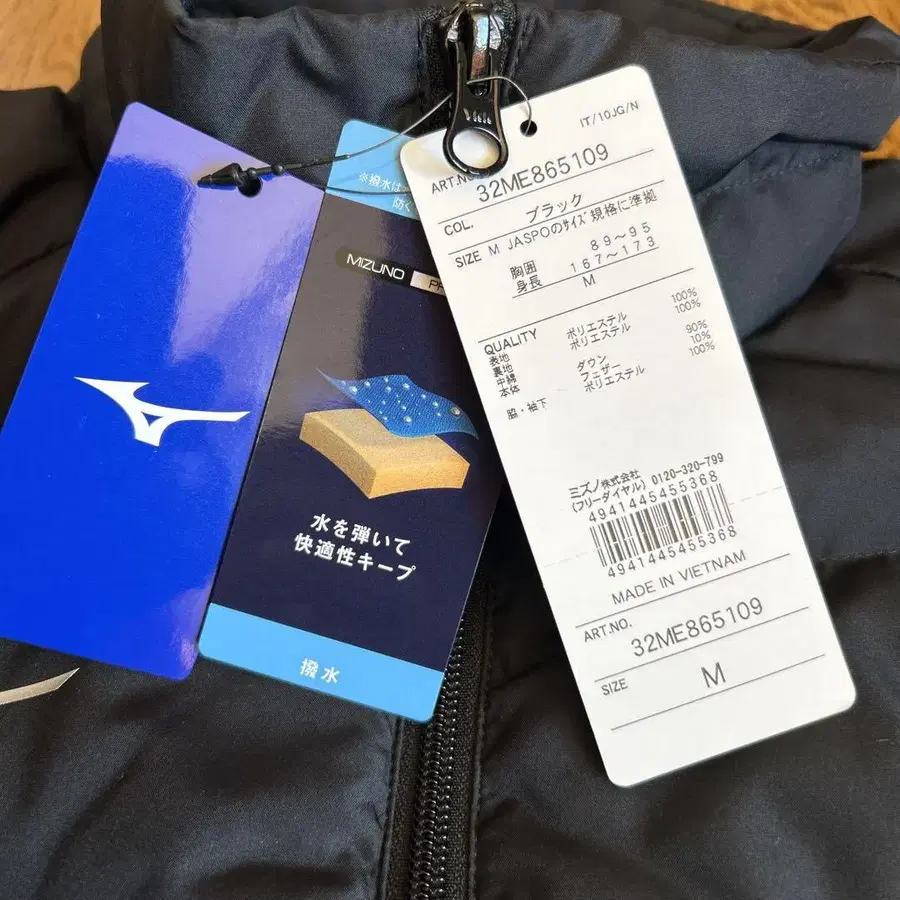 ※撥水は
防ぐ
MIZUNO
水を弾いて
快適性キープ
撥水
IT/10JG/N
ART.NO. 32ME865109
COL. ブラック
SIZE M JASPOのサイズ規格に準拠
胸囲 89~95
身長 167~173
M
QUALITY
表地 ポリエステル 100%
裏地 ポリエステル 100%
中綿 ダウン 90%
本体 フェザー 10%
脇・袖下 ポリエステル 100%
ミズノ株式会社
(フリーダイヤル) 0120-320-799
4941445455368
4941445455368
MADE IN VIETNAM
ART.NO. 32ME865109
SIZE M